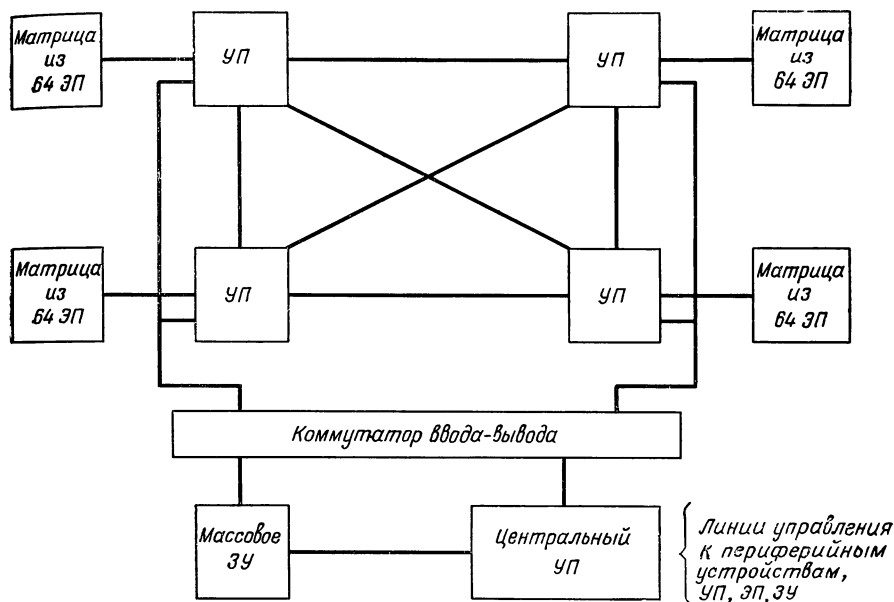 Матрица
из
64 ЭП
УП
УП
Матрица
из
64 ЭП
Матрица
из
64 ЭП
УП
УП
Матрица
из
64 ЭП
Коммутатор ввода-вывода
Массовое
ЗУ
Центральный
УП
Линии управления
к периферийным
устройствам,
УП, ЭП, ЗУ